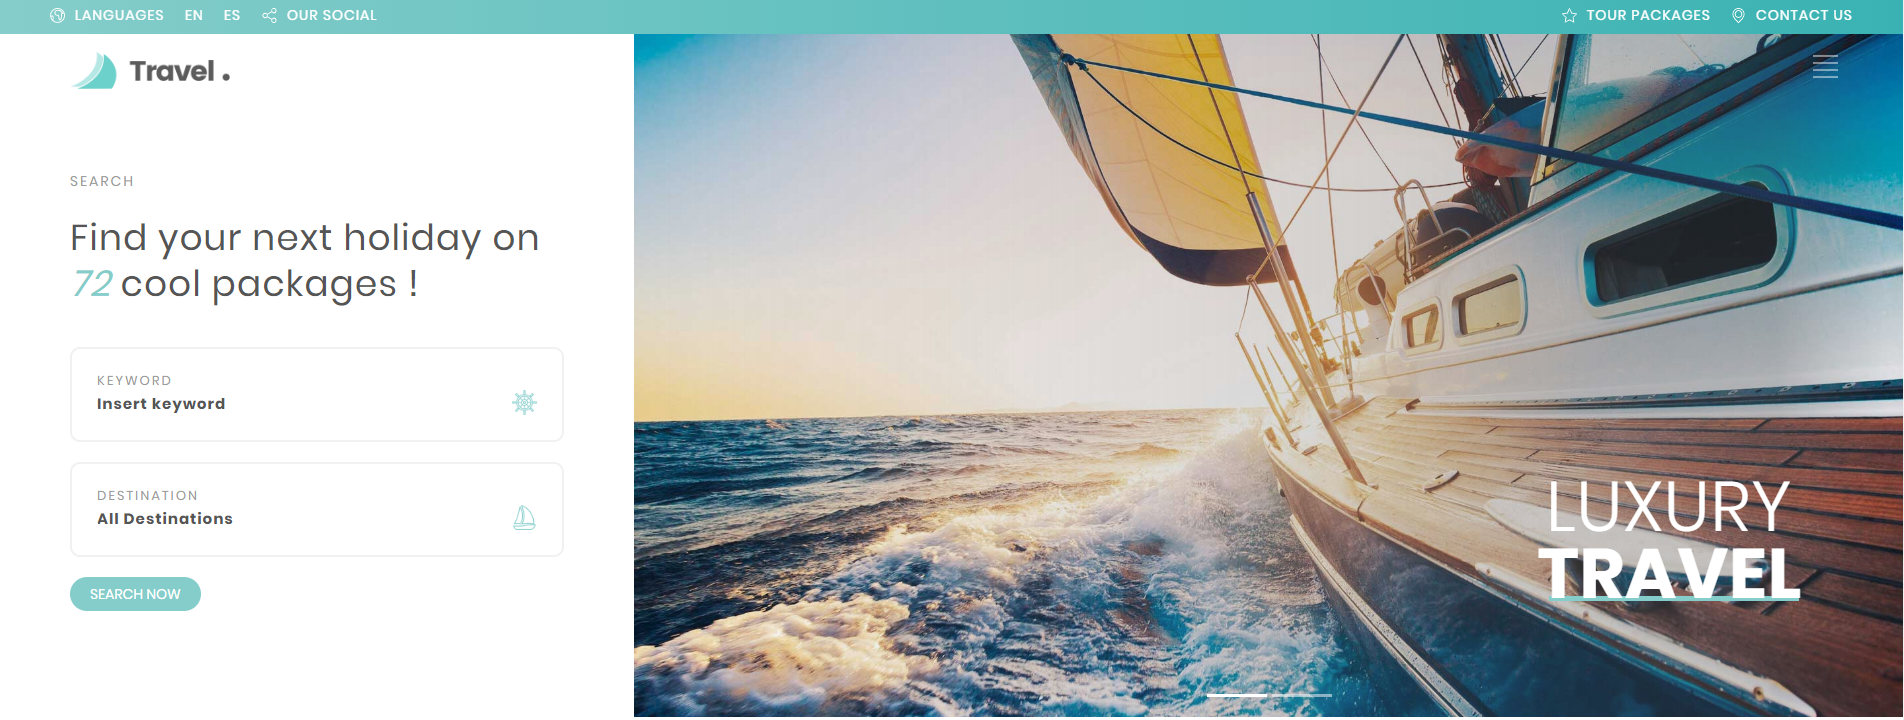 LANGUAGES EN ES OUR SOCIAL TOUR PACKAGES CONTACT US
Travel .
SEARCH
Find your next holiday on
72 cool packages !
KEYWORD
Insert keyword
DESTINATION
All Destinations
SEARCH NOW
LUXURY
TRAVEL